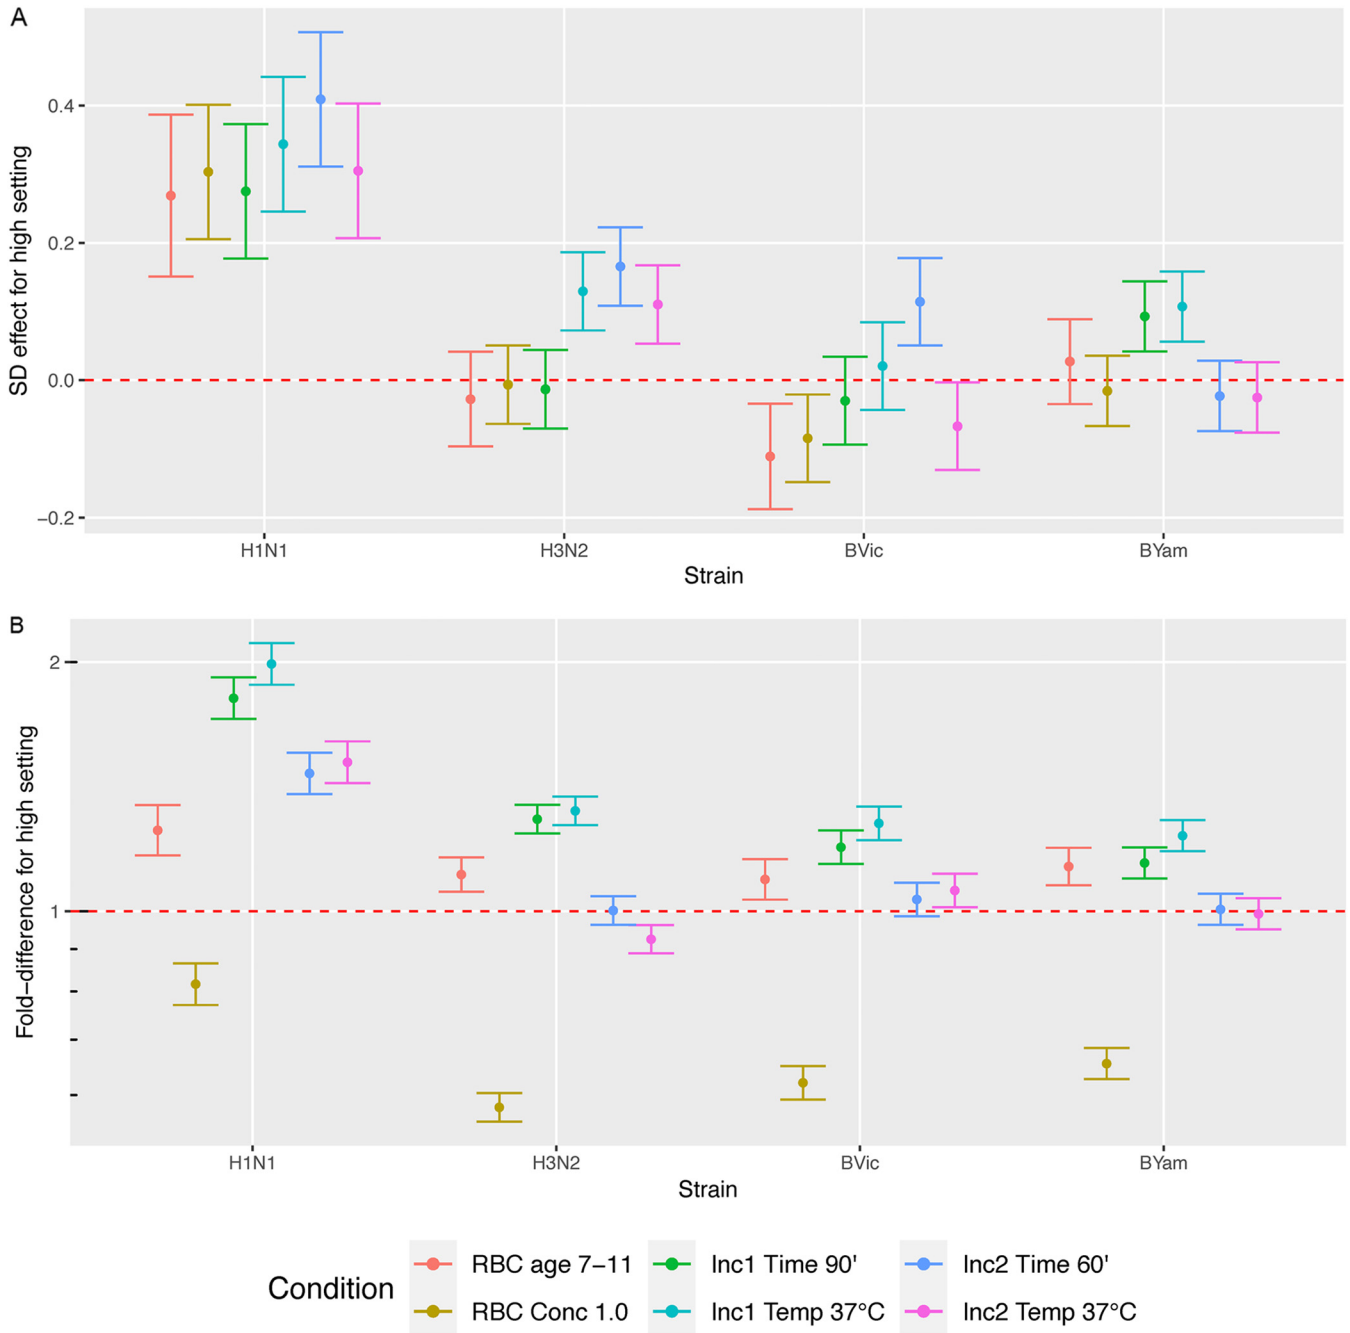 A
SD effect for high setting
0.4
0.2
0.0
−0.2
H1N1 H3N2 BVic BYam
Strain
B
Fold−difference for high setting
2
1
H1N1 H3N2 BVic BYam
Strain
Condition
RBC age 7−11 Inc1 Time 90' Inc2 Time 60'
RBC Conc 1.0 Inc1 Temp 37°C Inc2 Temp 37°C